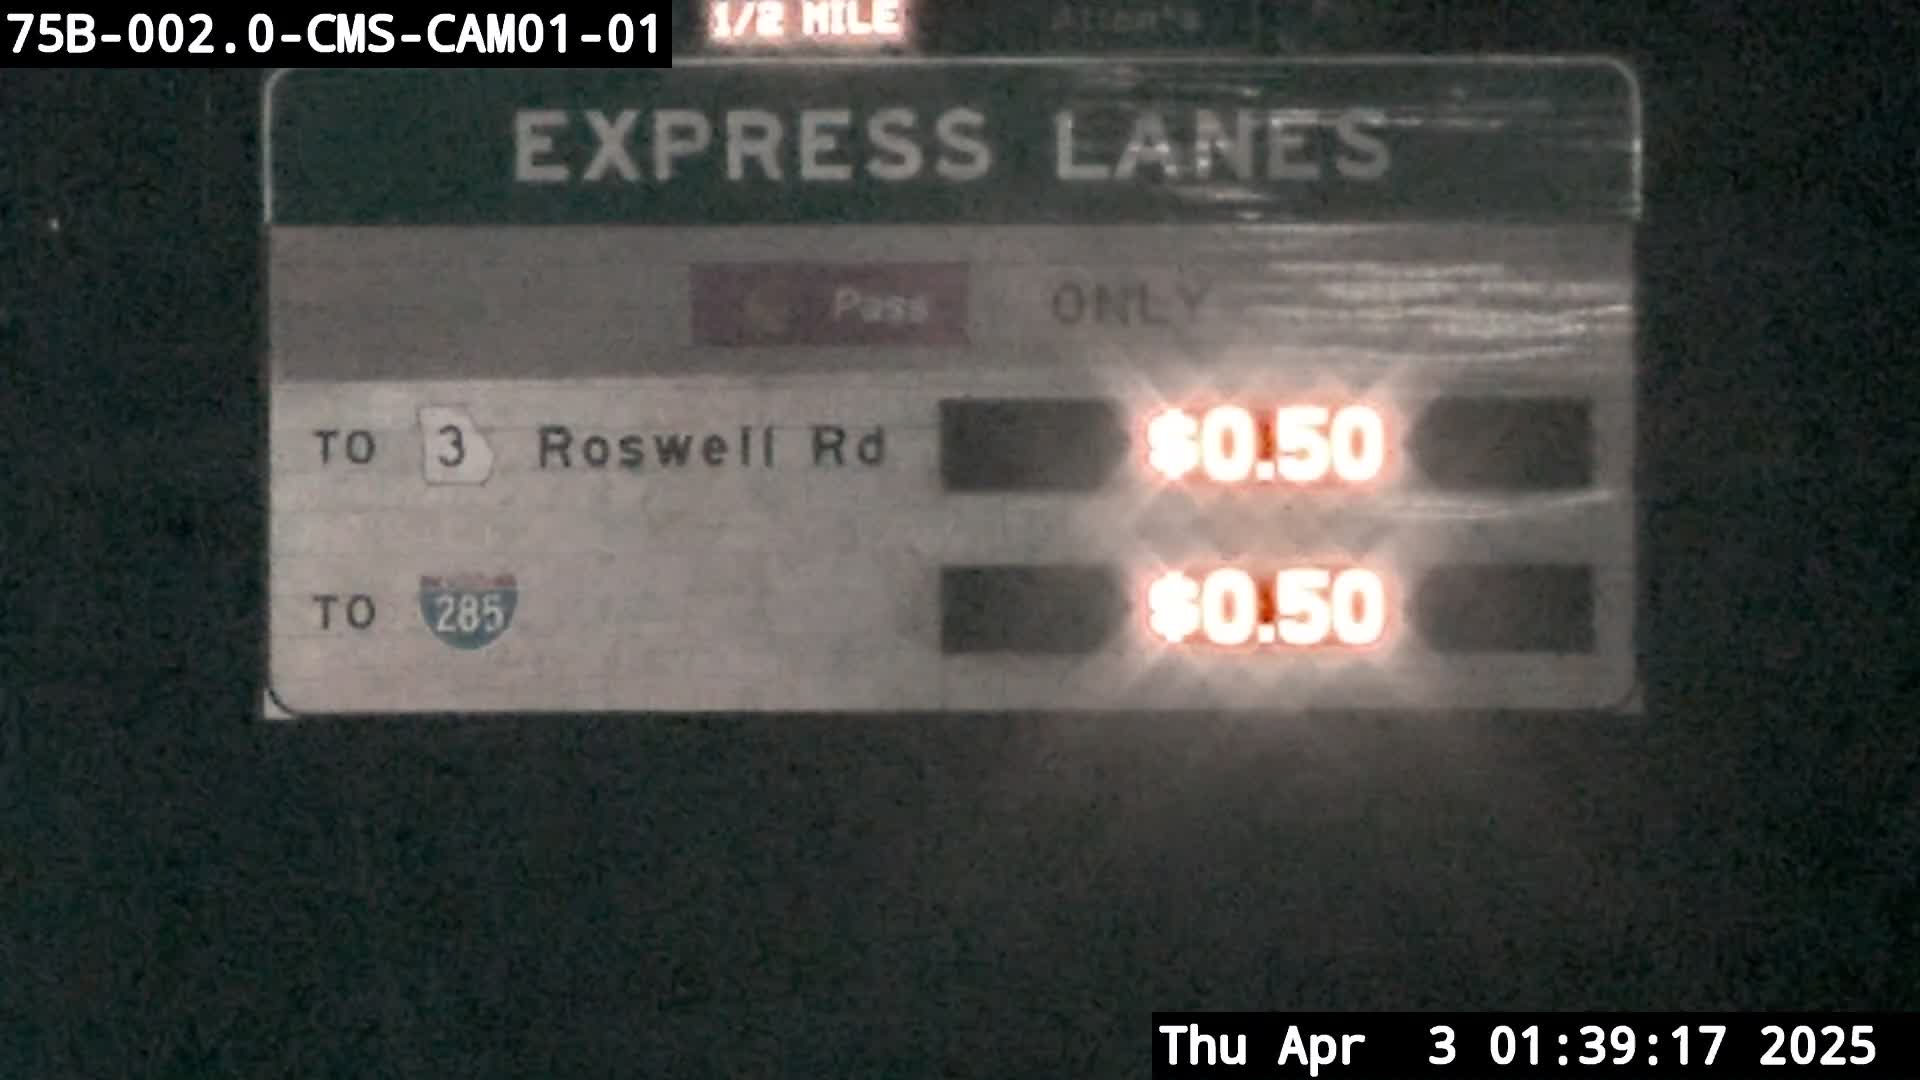 75B-002.0-CMS-CAM01-01
1/2 MILE
EXPRESS LANES
Pass ONLY
TO 3 Roswell Rd $0.50
TO 285 $0.50
Thu Apr 3 01:39:17 2025